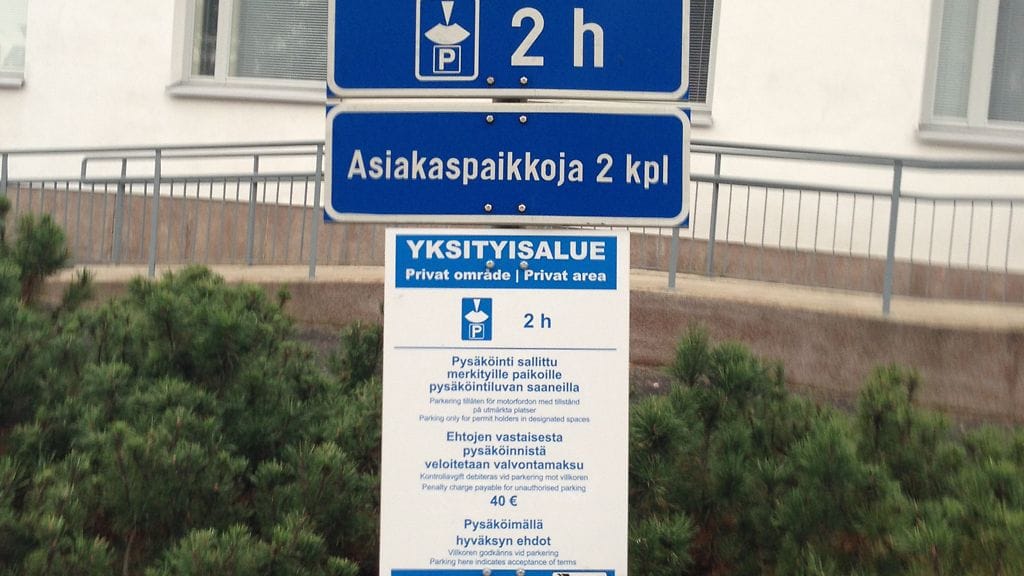 P 2 h
Asiakaspaikkoja 2 kpl
YKSITYISALUE
Privat område | Privat area
P 2 h
Pysäköinti sallittu
merkityille paikoille
pysäköintiluvan saaneilla
Parkering tillåten för motorfordon med tillstånd
på utmärkta platser
Parking only for permit holders in designated spaces
Ehtojen vastaisesta
pysäköinnistä
veloitetaan valvontamaksu
Kontrollavgift debiteras vid parkering mot villkoren
Penalty charge payable for unauthorised parking
40 €
Pysäköimällä
hyväksyn ehdot
Villkoren godkänns vid parkering
Parking here indicates acceptance of terms